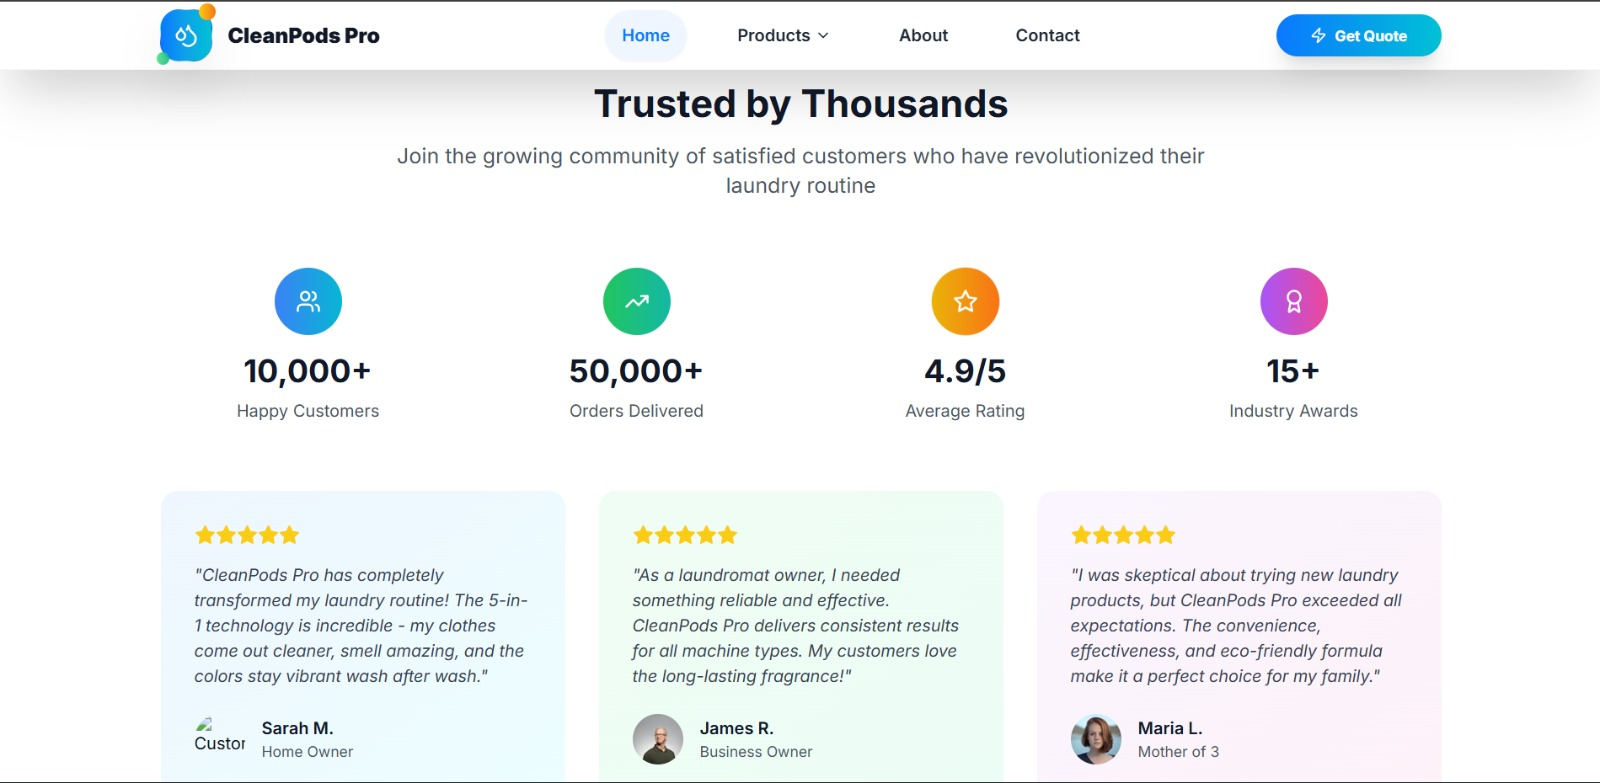 CleanPods Pro
Home
Products
About
Contact
Get Quote
Trusted by Thousands
Join the growing community of satisfied customers who have revolutionized their
laundry routine
10,000+
Happy Customers
50,000+
Orders Delivered
4.9/5
Average Rating
15+
Industry Awards
"CleanPods Pro has completely
transformed my laundry routine! The 5-in-
1 technology is incredible - my clothes
come out cleaner, smell amazing, and the
colors stay vibrant wash after wash."
Custor
Sarah M.
Home Owner
"As a laundromat owner, I needed
something reliable and effective.
CleanPods Pro delivers consistent results
for all machine types. My customers love
the long-lasting fragrance!"
James R.
Business Owner
"I was skeptical about trying new laundry
products, but CleanPods Pro exceeded all
expectations. The convenience,
effectiveness, and eco-friendly formula
make it a perfect choice for my family."
Maria L.
Mother of 3